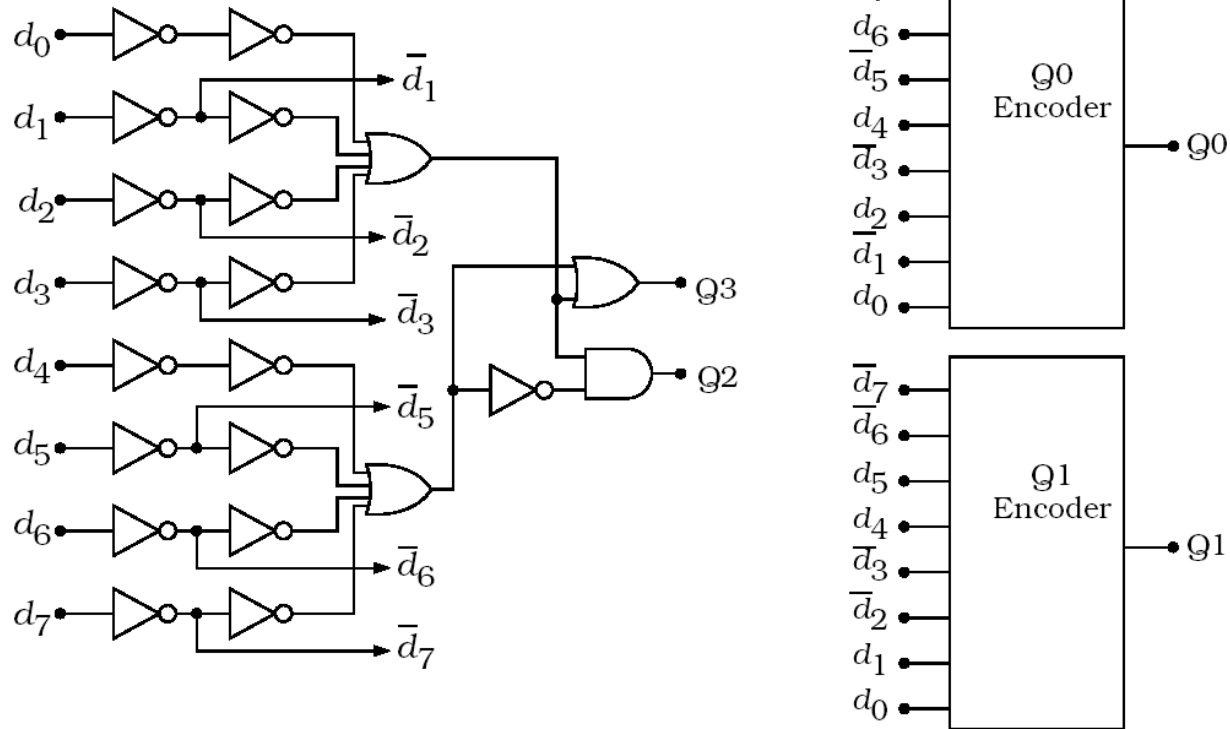 d₀
d̅₁
d₁
d₂
d̅₂
d₃
d̅₃
Q3
d₄
Q2
d̅₅
d₅
d₆
d̅₆
d₇
d̅₇
d₆
d̅₅
Q0
Encoder
d₄
Q0
d̅₃
d₂
d̅₁
d₀
d̅₇
d̅₆
d₅
Q1
Encoder
d₄
Q1
d̅₃
d̅₂
d₁
d₀